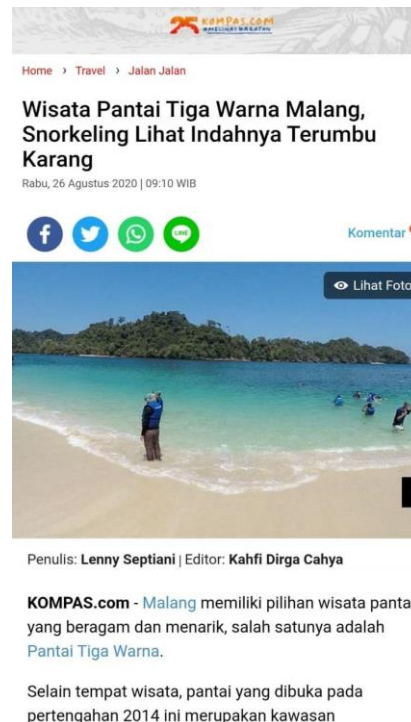 25 KOMPAS.COM
#MELIHATHARAPAN
Home › Travel › Jalan Jalan
Wisata Pantai Tiga Warna Malang,
Snorkeling Lihat Indahnya Terumbu
Karang
Rabu, 26 Agustus 2020 | 09:10 WIB
LINE
Komentar
Lihat Foto
Penulis: Lenny Septiani | Editor: Kahfi Dirga Cahya
KOMPAS.com - Malang memiliki pilihan wisata panta
yang beragam dan menarik, salah satunya adalah
Pantai Tiga Warna.
Selain tempat wisata, pantai yang dibuka pada
pertengahan 2014 ini merupakan kawasan